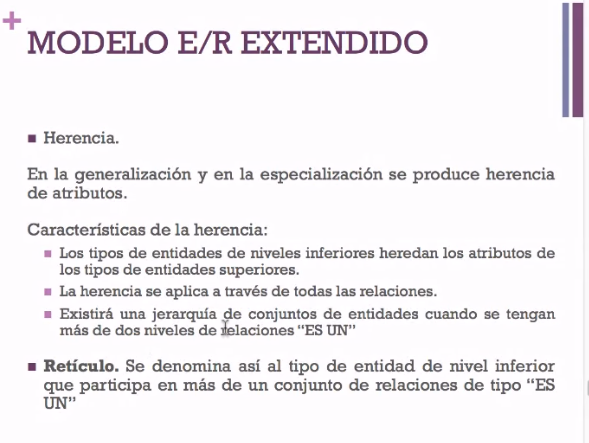 +
MODELO E/R EXTENDIDO
Herencia.
En la generalización y en la especialización se produce herencia
de atributos.
Características de la herencia:
Los tipos de entidades de niveles inferiores heredan los atributos de
los tipos de entidades superiores.
La herencia se aplica a través de todas las relaciones.
Existirá una jerarquía de conjuntos de entidades cuando se tengan
más de dos niveles de relaciones “ES UN”
Retículo. Se denomina así al tipo de entidad de nivel inferior
que participa en más de un conjunto de relaciones de tipo “ES
UN”